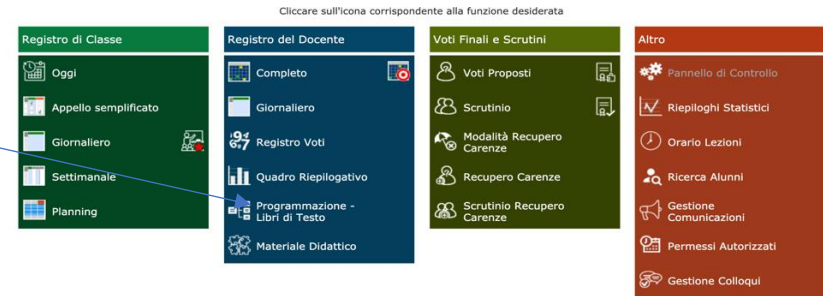 Cliccare sull'icona corrispondente alla funzione desiderata
Registro di Classe
Oggi
Appello semplificato
Giornaliero
Settimanale
Planning
Registro del Docente
Completo
Giornaliero
Registro Voti
Quadro Riepilogativo
Programmazione -
Libri di Testo
Materiale Didattico
Voti Finali e Scrutini
Voti Proposti
Scrutinio
Modalità Recupero
Carenze
Recupero Carenze
Scrutinio Recupero
Carenze
Altro
Pannello di Controllo
Riepiloghi Statistici
Orario Lezioni
Ricerca Alunni
Gestione
Comunicazioni
Permessi Autorizzati
Gestione Colloqui